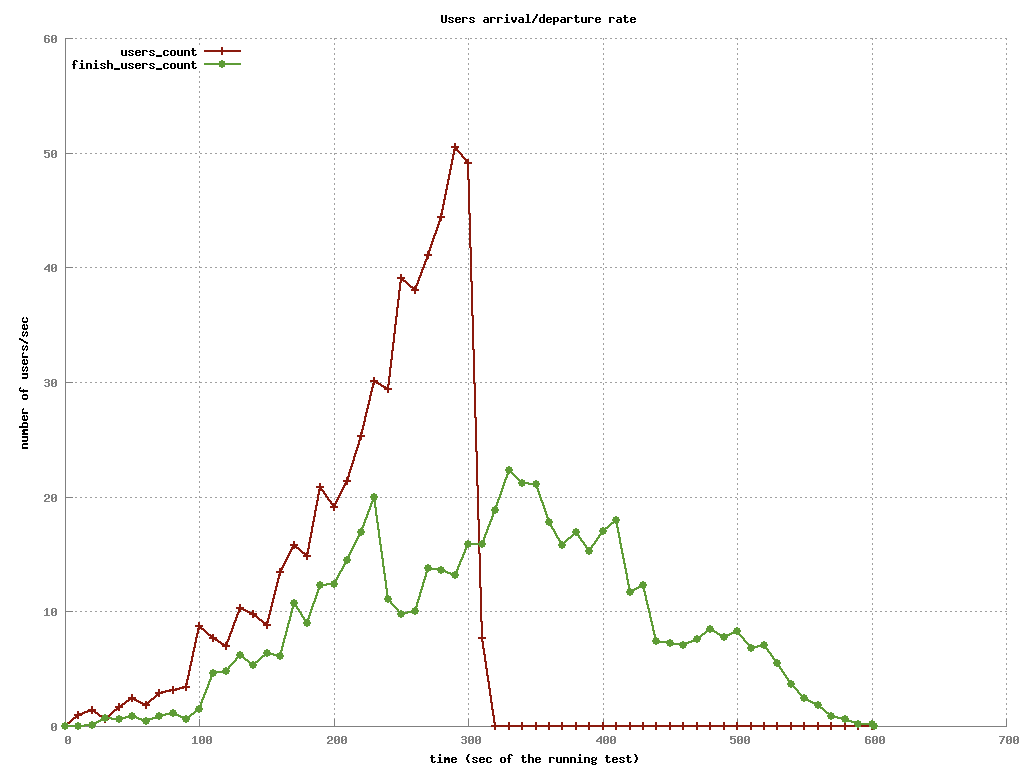 Users arrival/departure rate
60
users_count
finish_users_count
50
40
30
20
10
0
number of users/sec
0 100 200 300 400 500 600 700
time (sec of the running test)